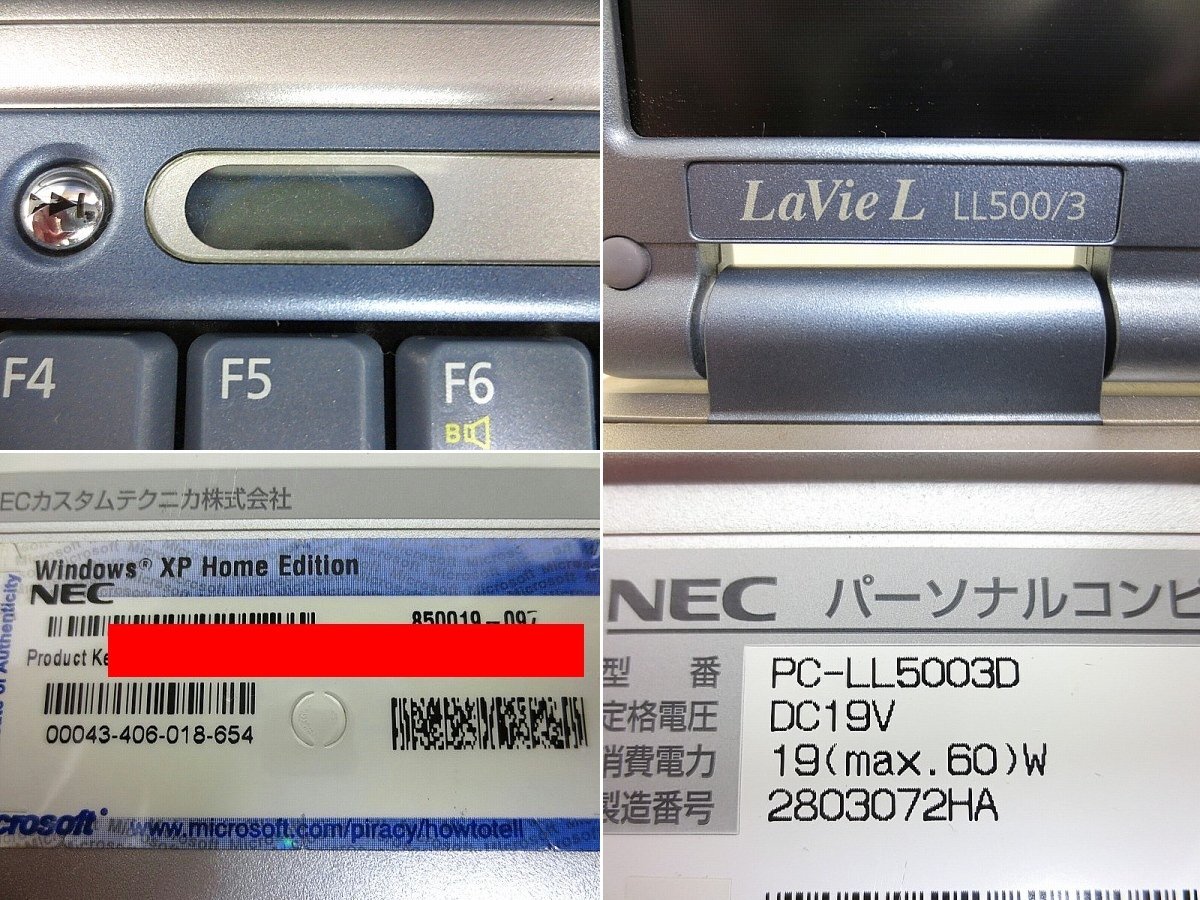 F4
F5
F6
B
LaVie L LL500/3
ECカスタムテクニカ株式会社
Windows® XP Home Edition
NEC
Product Ke
00043-406-018-654
crosoft
www.microsoft.com/piracy/howtotell
NEC パーソナルコンピ
型 番 PC-LL5003D
定格電圧 DC19V
消費電力 19(max.60)W
製造番号 2803072HA